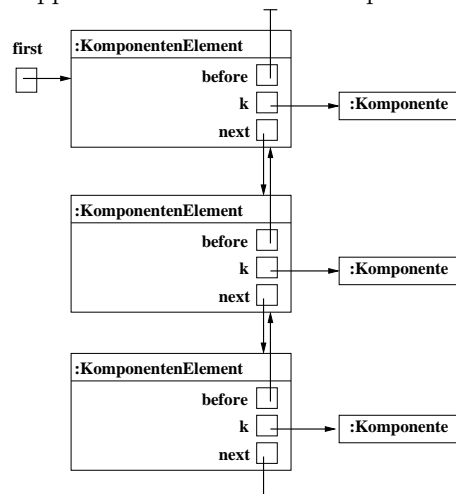 first
:KomponentenElement
before
k
:Komponente
next
:KomponentenElement
before
k
:Komponente
next
:KomponentenElement
before
k
:Komponente
next